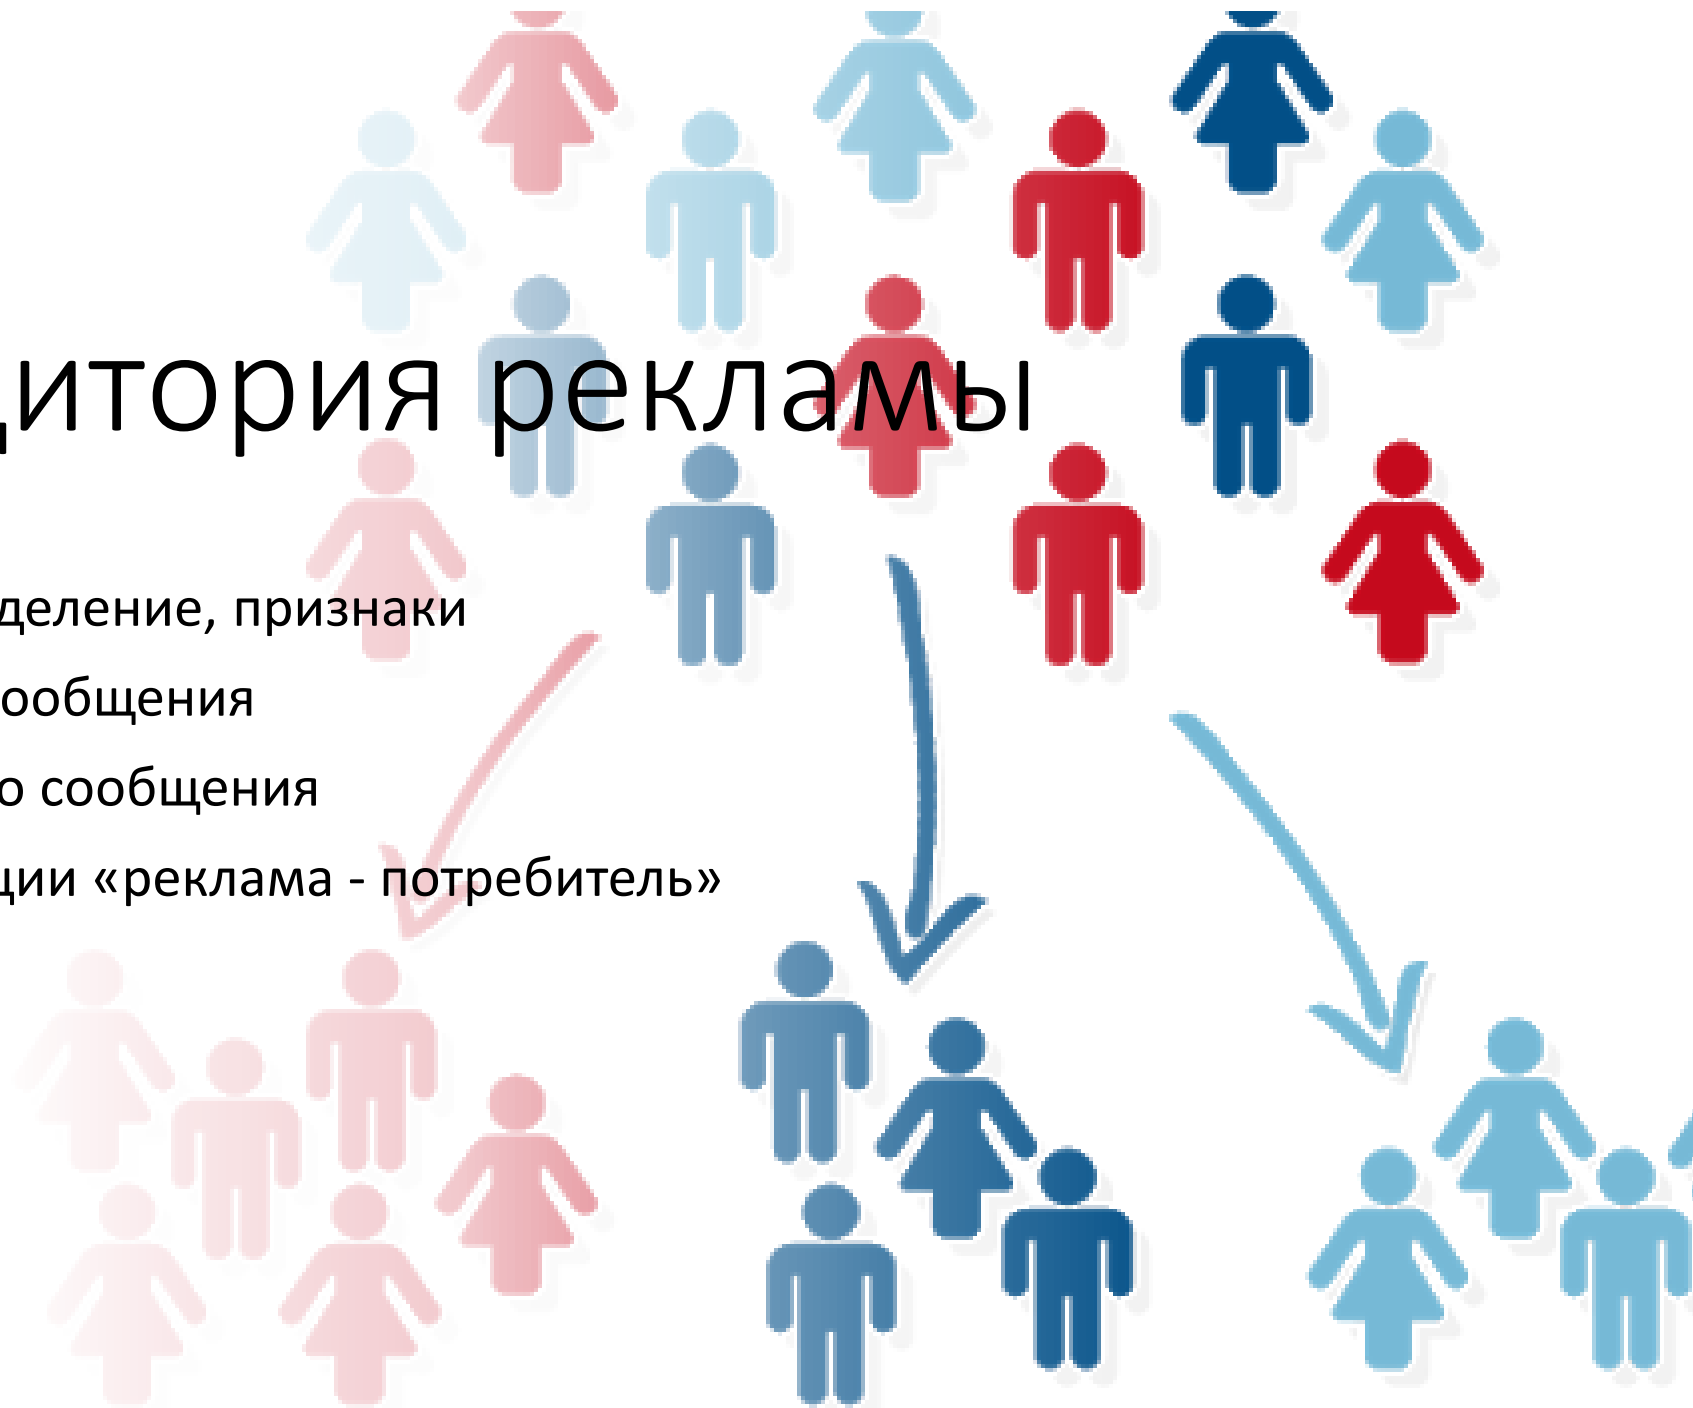 дитория рекламы
деление, признаки
ообщения
о сообщения
ции «реклама - потребитель»